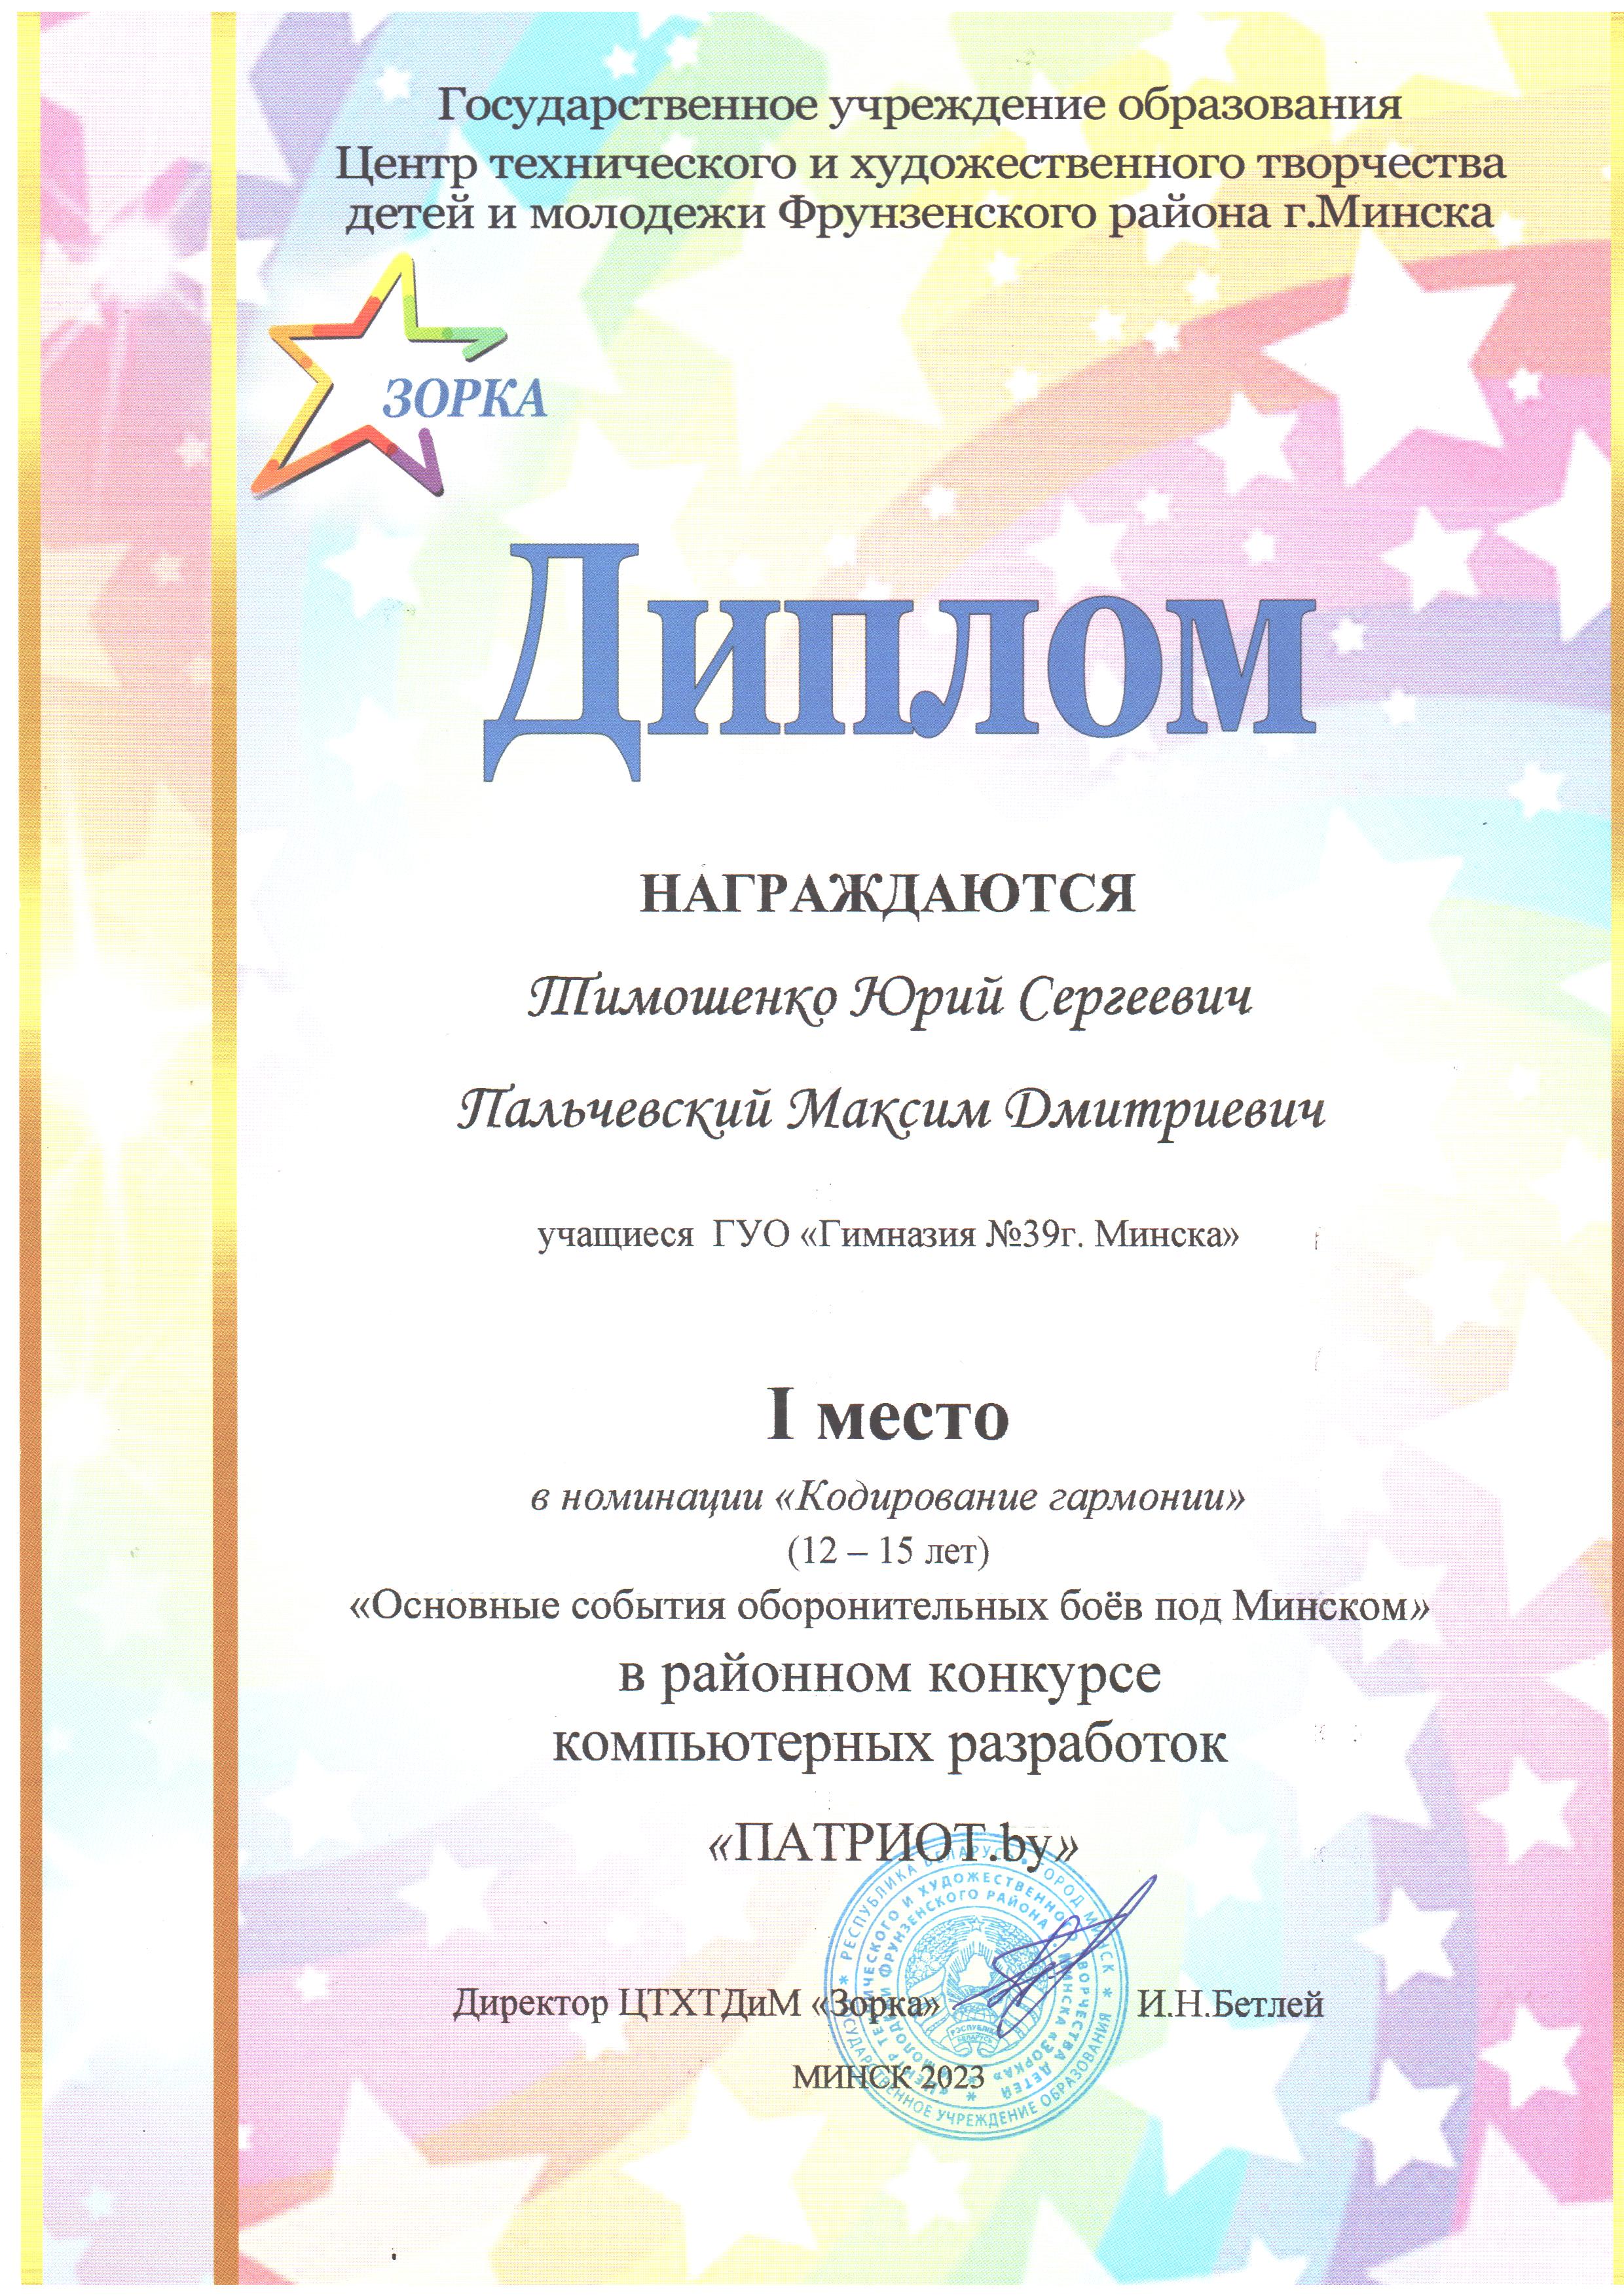 Государственное учреждение образования
Центр технического и художественного творчества
детей и молодежи Фрунзенского района г.Минска
ЗОРКА
Диплом
НАГРАЖДАЮТСЯ
Тимошенко Юрий Сергеевич
Пальчевский Максим Дмитриевич
учащиеся ГУО «Гимназия №39г. Минска»
I место
в номинации «Кодирование гармонии»
(12 – 15 лет)
«Основные события оборонительных боёв под Минском»
в районном конкурсе
компьютерных разработок
«ПАТРИОТ.by»
Директор ЦТХТДиМ «Зорка» И.Н.Бетлей
МИНСК 2023
РЕСПУБЛИКА БЕЛАРУСЬ • ГОРОД МИНСК * ГОСУДАРСТВЕННОЕ УЧРЕЖДЕНИЕ ОБРАЗОВАНИЯ *
«ЦЕНТР ТЕХНИЧЕСКОГО И ХУДОЖЕСТВЕННОГО ТВОРЧЕСТВА ДЕТЕЙ *
И МОЛОДЕЖИ ФРУНЗЕНСКОГО РАЙОНА Г. МИНСКА «ЗОРКА»
РЭСПУБЛІКА БЕЛАРУСЬ